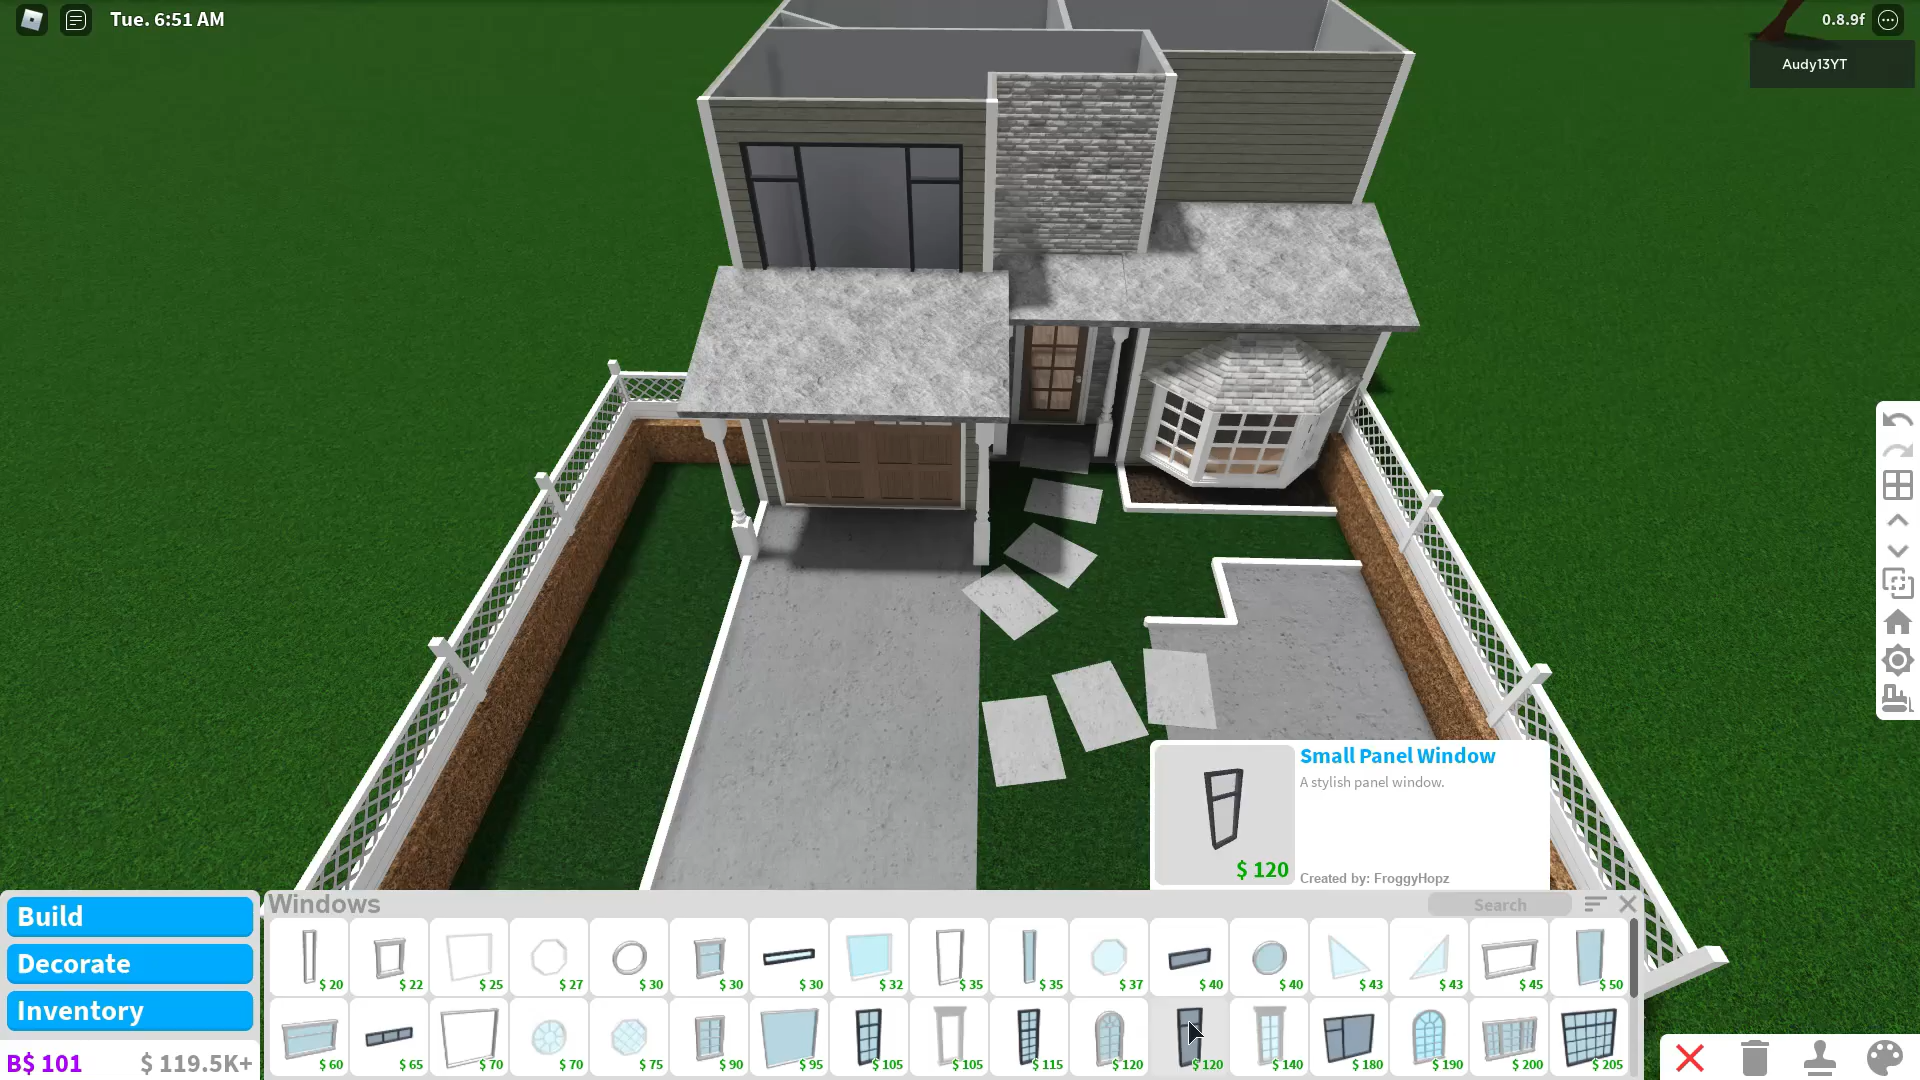 Tue. 6:51 AM
0.8.9f
Audy13YT
Small Panel Window
A stylish panel window.
$ 120
Created by: FroggyHopz
Build
Decorate
Inventory
B$ 101
$ 119.5K+
Windows
Search
$ 20
$ 22
$ 25
$ 27
$ 30
$ 30
$ 30
$ 32
$ 35
$ 35
$ 37
$ 40
$ 40
$ 43
$ 43
$ 45
$ 50
$ 60
$ 65
$ 70
$ 70
$ 75
$ 90
$ 95
$ 105
$ 105
$ 115
$ 120
$ 120
$ 140
$ 180
$ 190
$ 200
$ 205